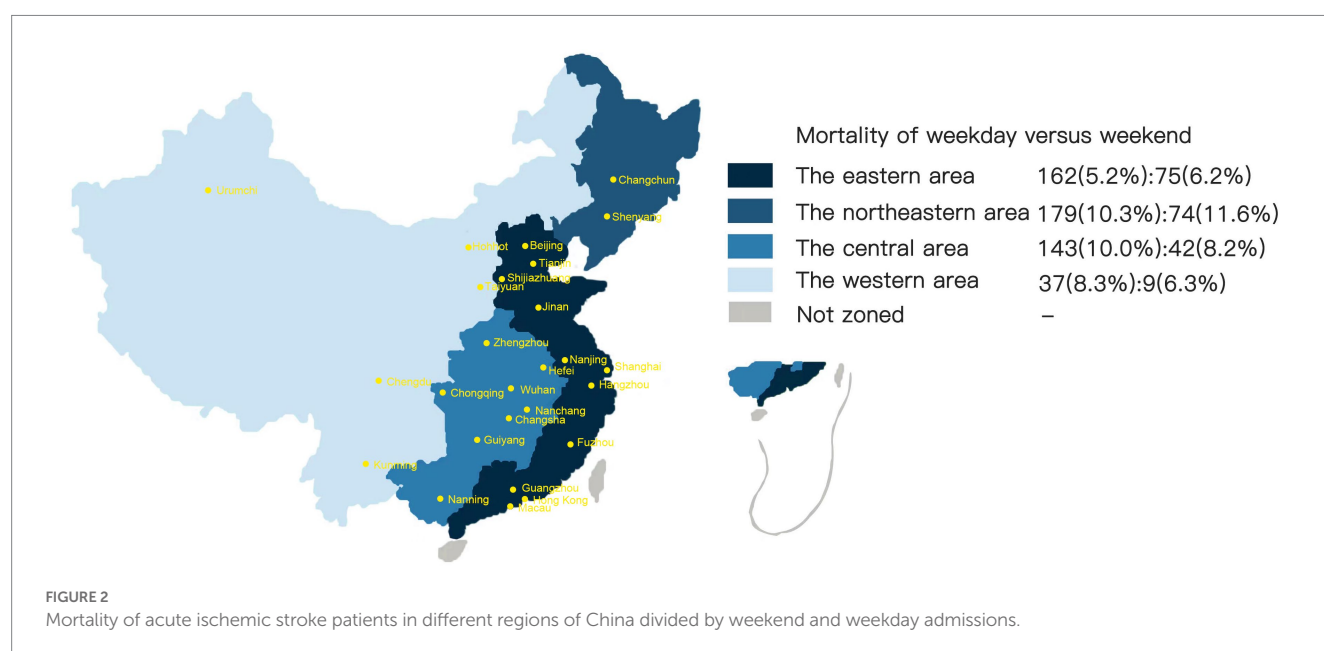 Mortality of weekday versus weekend
The eastern area 162(5.2%):75(6.2%)
The northeastern area 179(10.3%):74(11.6%)
The central area 143(10.0%):42(8.2%)
The western area 37(8.3%):9(6.3%)
Not zoned –
Changchun
Shenyang
Beijing
Tianjin
Shijiazhuang
Taiyuan
Jinan
Zhengzhou
Nanjing
Shanghai
Hefei
Hangzhou
Chengdu
Chongqing
Wuhan
Nanchang
Changsha
Guiyang
Fuzhou
Kunming
Nanning
Guangzhou
Hong Kong
Macau
FIGURE 2
Mortality of acute ischemic stroke patients in different regions of China divided by weekend and weekday admissions.